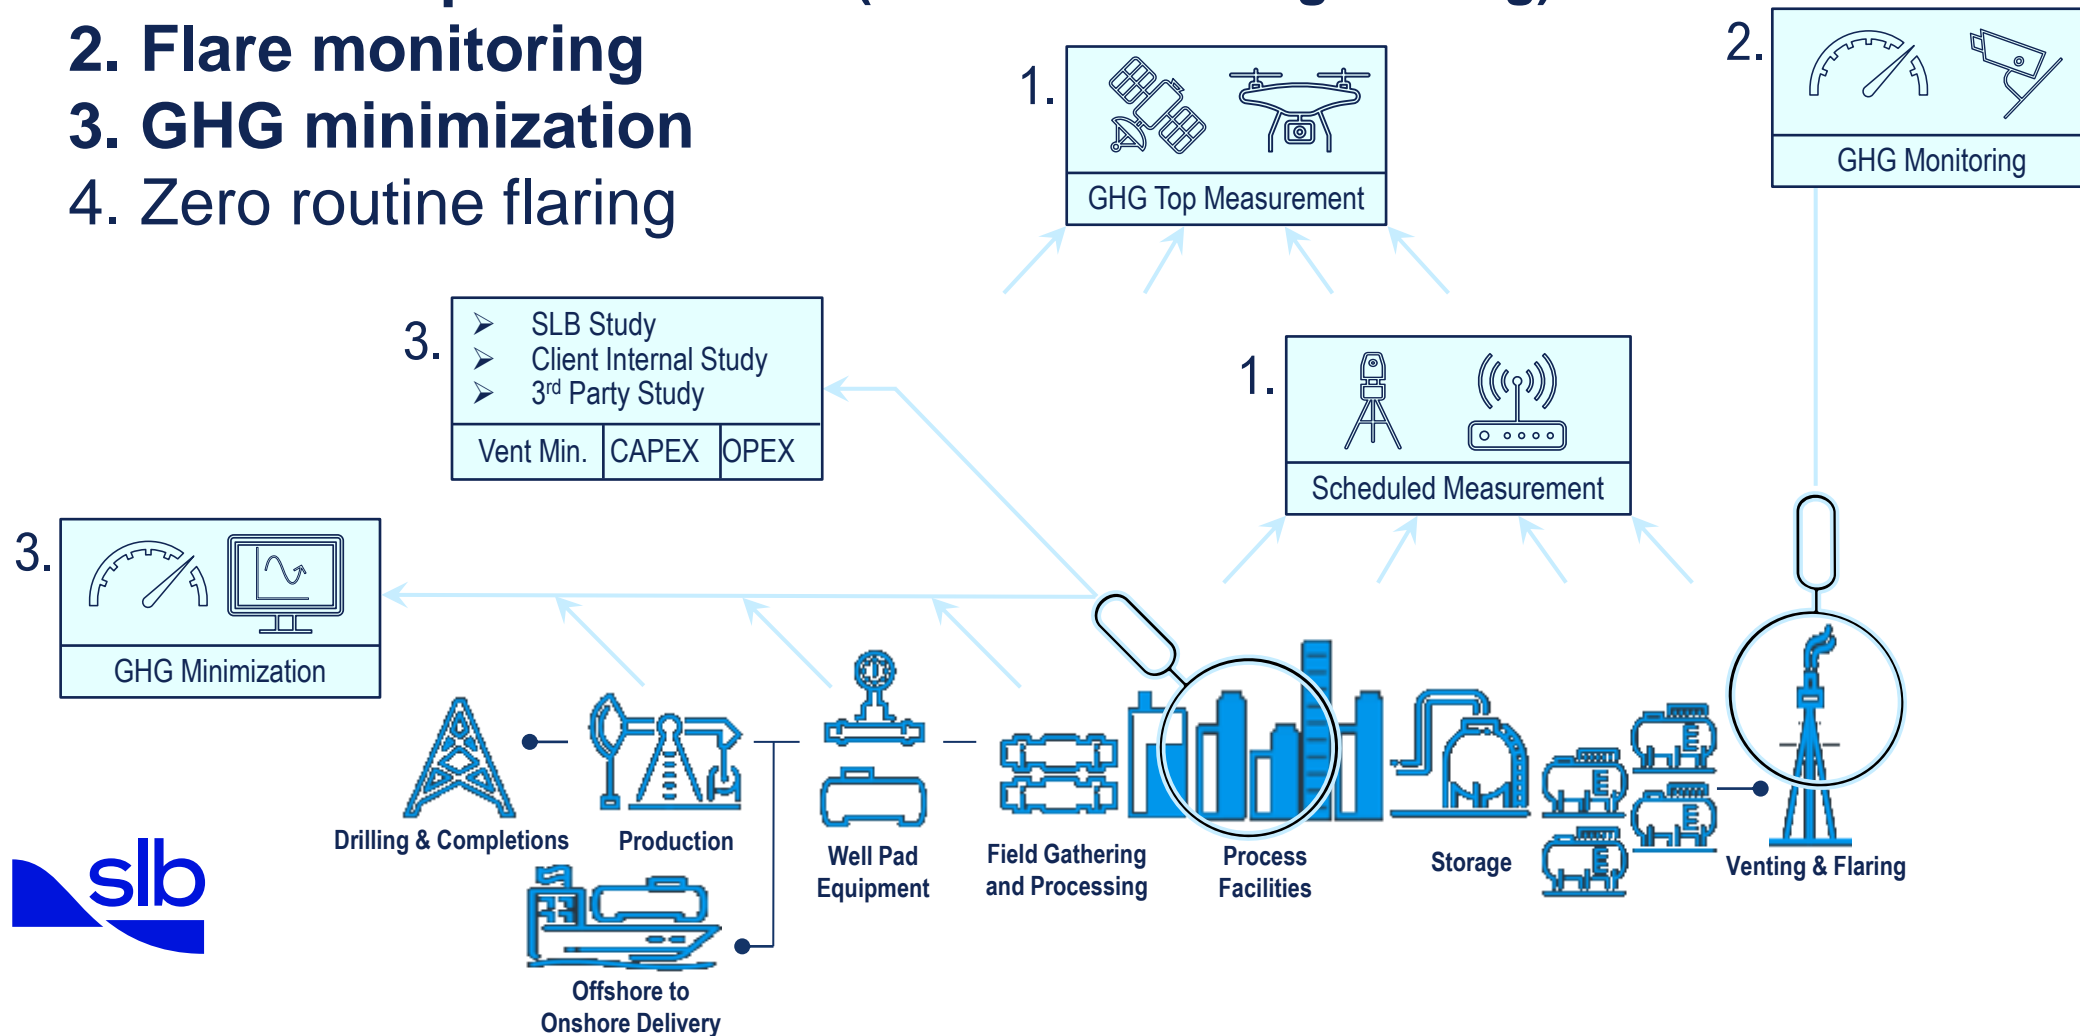 2. Flare monitoring
3. GHG minimization
4. Zero routine flaring
1.
GHG Top Measurement
2.
GHG Monitoring
3.
➢ SLB Study
➢ Client Internal Study
➢ 3rd Party Study
Vent Min. CAPEX OPEX
1.
Scheduled Measurement
3.
GHG Minimization
Drilling & Completions
Production
Well Pad
Equipment
Field Gathering
and Processing
Process
Facilities
Storage
E
E
E
E
Venting & Flaring
Offshore to
Onshore Delivery
slb